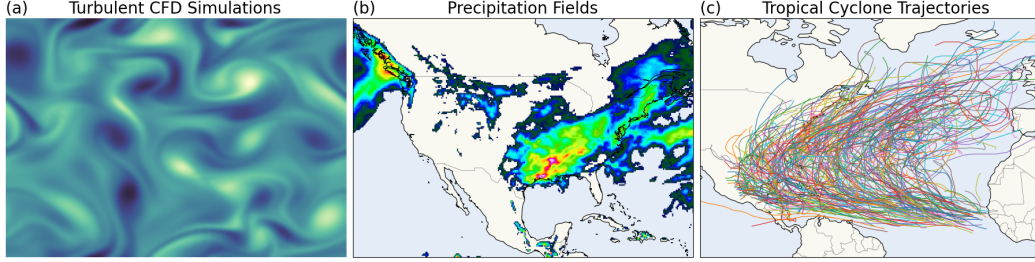 (a) Turbulent CFD Simulations
(b) Precipitation Fields
(c) Tropical Cyclone Trajectories